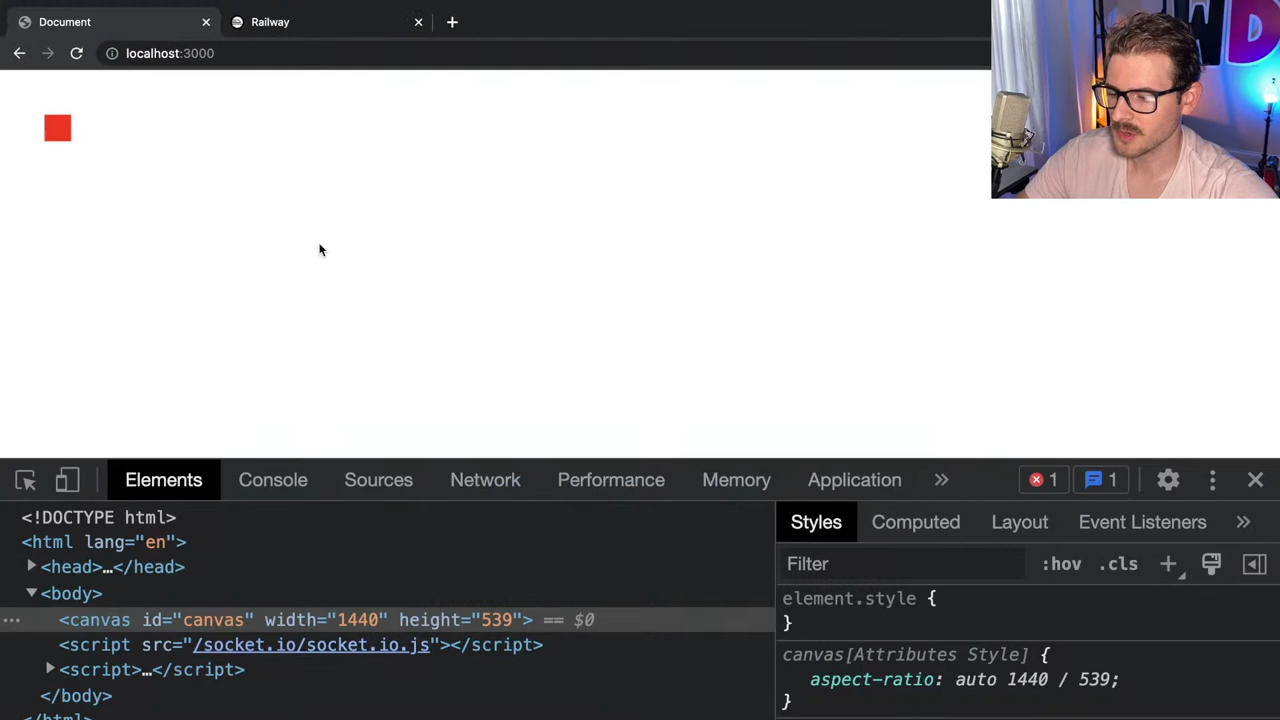 Document
Railway
localhost:3000
WD
Elements Console Sources Network Performance Memory Application » 1 1
<!DOCTYPE html>
<html lang="en">
<head>…</head>
<body>
<canvas id="canvas" width="1440" height="539"> == $0
<script src="/socket.io/socket.io.js"></script>
<script>…</script>
</body>
</html>
Styles Computed Layout Event Listeners »
Filter :hov .cls
element.style {
}
canvas[Attributes Style] {
aspect-ratio: auto 1440 / 539;
}